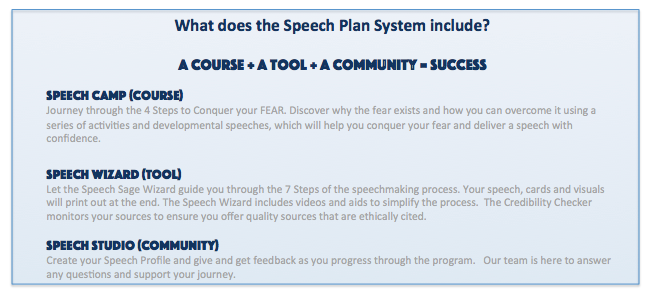 What does the Speech Plan System include?
A COURSE + A TOOL + A COMMUNITY = SUCCESS
SPEECH CAMP (COURSE)
Journey through the 4 Steps to Conquer your FEAR. Discover why the fear exists and how you can overcome it using a
series of activities and developmental speeches, which will help you conquer your fear and deliver a speech with
confidence.
SPEECH WIZARD (TOOL)
Let the Speech Sage Wizard guide you through the 7 Steps of the speechmaking process. Your speech, cards and visuals
will print out at the end. The Speech Wizard includes videos and aids to simplify the process.  The Credibility Checker
monitors your sources to ensure you offer quality sources that are ethically cited.
SPEECH STUDIO (COMMUNITY)
Create your Speech Profile and give and get feedback as you progress through the program.   Our team is here to answer
any questions and support your journey.